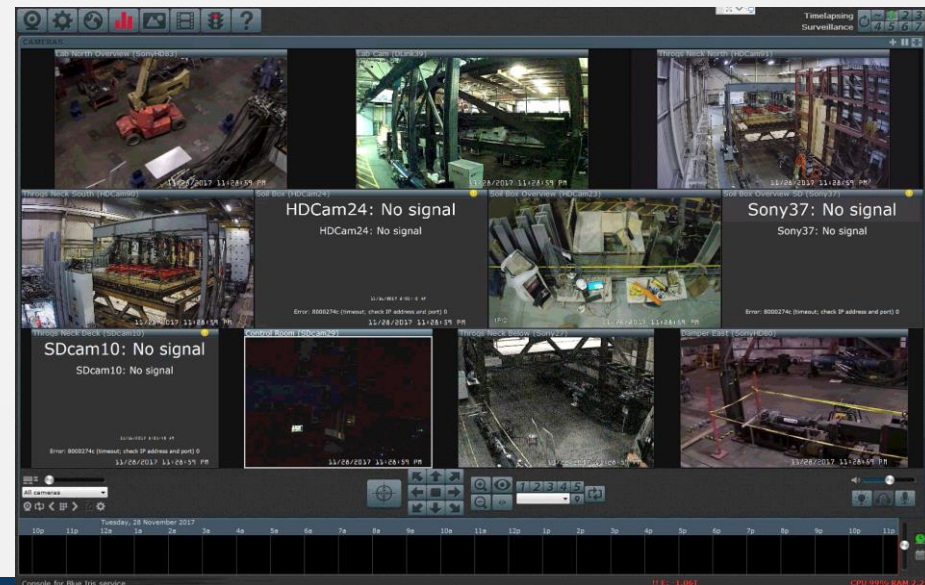 ?
Timelapsing
Surveillance
2 3
4 5 6 7
CAMERAS
Lab North Overview (SonyHD83)
Lab Cam (DLink39)
Throgs Neck North (HDCam91)
11/28/2017 11:28:59 PM
11/28/2017 11:28:59 PM
11/28/2017 11:28:59 PM
Throgs Neck South (HDCam90)
Soil Box (HDCam24)
Soil Box Overview (HDCam23)
Soil Box Overview SD (Sony37)
HDCam24: No signal
HDCam24: No signal
Error: 8000274c (timeout; check IP address and port) 0
11/28/2017 11:28:59 PM
Sony37: No signal
Sony37: No signal
Error: 8000274c (timeout; check IP address and port) 0
11/28/2017 11:28:59 PM
Throgs Neck Deck (SDcam10)
Control Room (SDcam29)
Throgs Neck Below (Sony27)
Damper East (SonyHD80)
SDcam10: No signal
SDcam10: No signal
Error: 8000274c (timeout; check IP address and port) 0
11/28/2017 11:28:59 PM
11/28/2017 11:28:59 PM
11/28/2017 11:28:59 PM
11/28/2017 11:28:59 PM
All cameras
1 2 3 4 5
Tuesday, 28 November 2017
10p 11p 12a 1a 2a 3a 4a 5a 6a 7a 8a 9a 10a 11a 12p 1p 2p 3p 4p 5p 6p 7p 8p 9p 10p 11p
Console for Blue Iris service